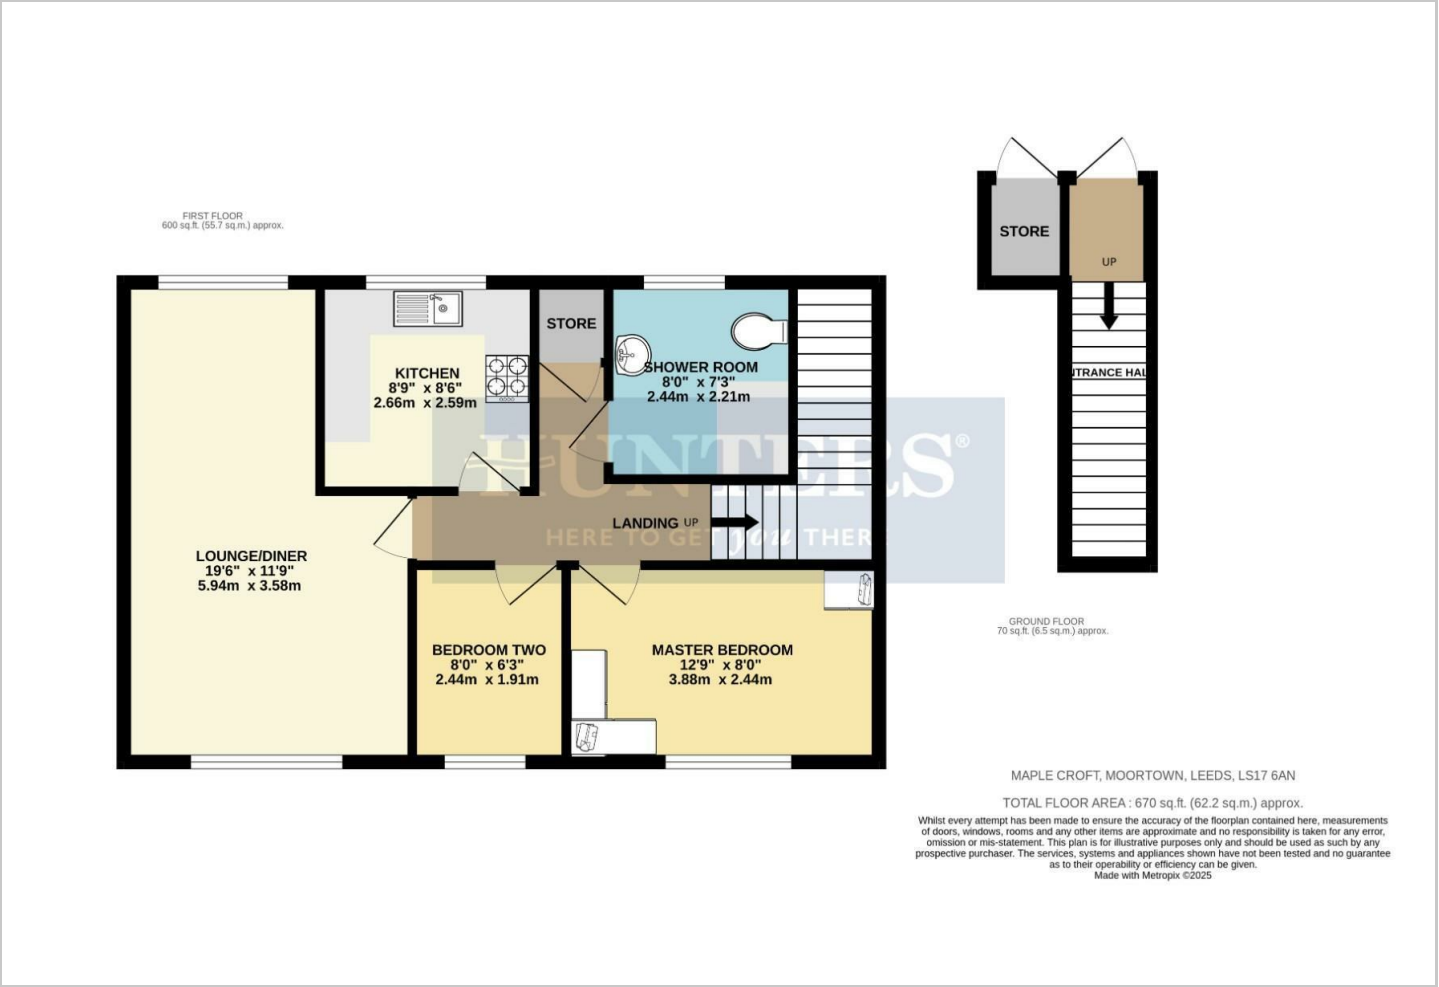 FIRST FLOOR
600 sq.ft. (55.7 sq.m.) approx.
STORE
UP
NTRANCE HAL
STORE
KITCHEN
8'9" x 8'6"
2.66m x 2.59m
SHOWER ROOM
8'0" x 7'3"
2.44m x 2.21m
HUNTERS®
HERE TO GET you THERE
LANDING UP
LOUNGE/DINER
19'6" x 11'9"
5.94m x 3.58m
BEDROOM TWO
8'0" x 6'3"
2.44m x 1.91m
MASTER BEDROOM
12'9" x 8'0"
3.88m x 2.44m
GROUND FLOOR
70 sq.ft. (6.5 sq.m.) approx.
MAPLE CROFT, MOORTOWN, LEEDS, LS17 6AN
TOTAL FLOOR AREA : 670 sq.ft. (62.2 sq.m.) approx.
Whilst every attempt has been made to ensure the accuracy of the floorplan contained here, measurements
of doors, windows, rooms and any other items are approximate and no responsibility is taken for any error,
omission or mis-statement. This plan is for illustrative purposes only and should be used as such by any
prospective purchaser. The services, systems and appliances shown have not been tested and no guarantee
as to their operability or efficiency can be given.
Made with Metropix ©2025